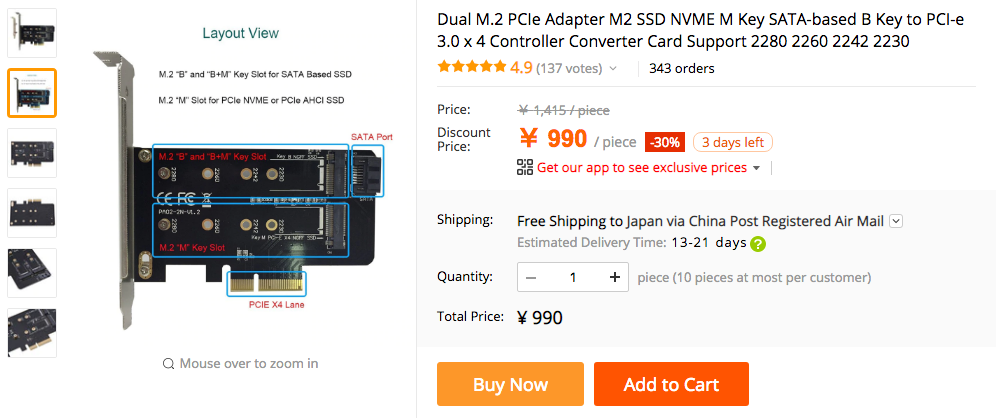 Layout View
M.2 "B" and "B+M" Key Slot for SATA Based SSD
M.2 "M" Slot for PCIe NVME or PCIe AHCI SSD
SATA Port
M.2 "B" and "B+M" Key Slot
Key B NGFF SSD
2280
2260
2242
2230
SATA
CE FC
PA02-2N-V1.2
2280
2260
2242
2230
Key M PCI-E X4 NGFF SSD
M.2 "M" Key Slot
PCIE X4 Lane
Mouse over to zoom in
Dual M.2 PCIe Adapter M2 SSD NVME M Key SATA-based B Key to PCI-e
3.0 x 4 Controller Converter Card Support 2280 2260 2242 2230
4.9 (137 votes) 343 orders
Price: ¥ 1,415 / piece
Discount
Price: ¥ 990 / piece -30% 3 days left
Get our app to see exclusive prices
Shipping: Free Shipping to Japan via China Post Registered Air Mail
Estimated Delivery Time: 13-21 days ?
Quantity: − 1 + piece (10 pieces at most per customer)
Total Price: ¥ 990
Buy Now Add to Cart